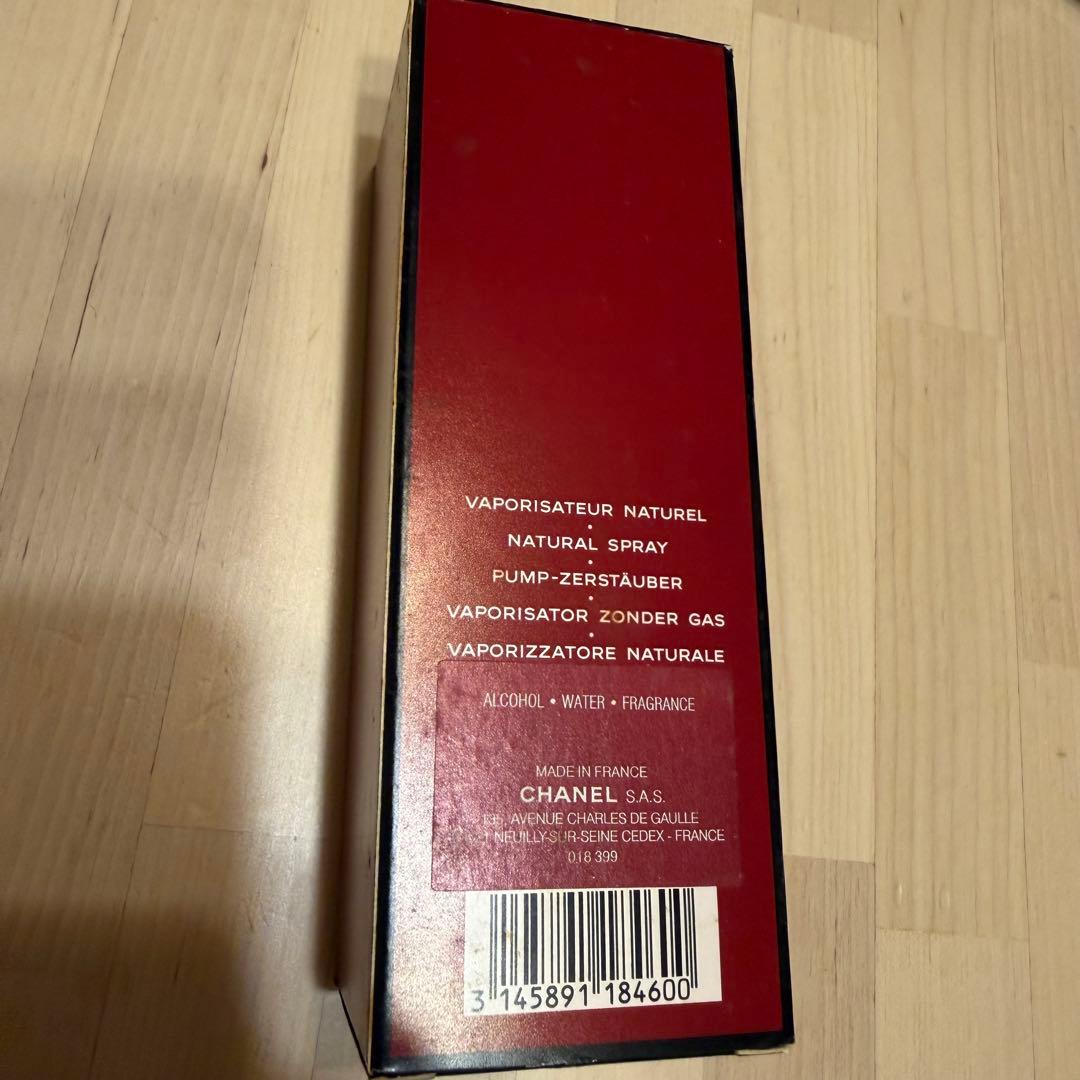 VAPORISATEUR NATUREL
•
NATURAL SPRAY
•
PUMP-ZERSTÄUBER
•
VAPORISATOR ZONDER GAS
•
VAPORIZZATORE NATURALE
ALCOHOL • WATER • FRAGRANCE
MADE IN FRANCE
CHANEL S.A.S.
135, AVENUE CHARLES DE GAULLE
NEUILLY-SUR-SEINE CEDEX - FRANCE
018 399
3 145891 184600